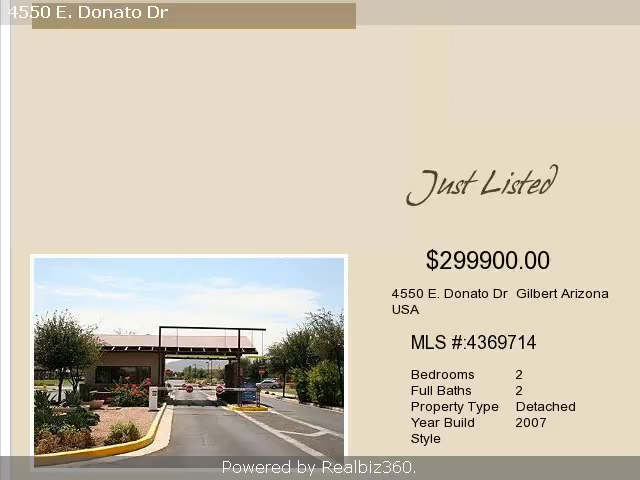 4550 E. Donato Dr
Just Listed
$299900.00
4550 E. Donato Dr Gilbert Arizona
USA
MLS #:4369714
Bedrooms 2
Full Baths 2
Property Type Detached
Year Build 2007
Style
Powered by Realbiz360.